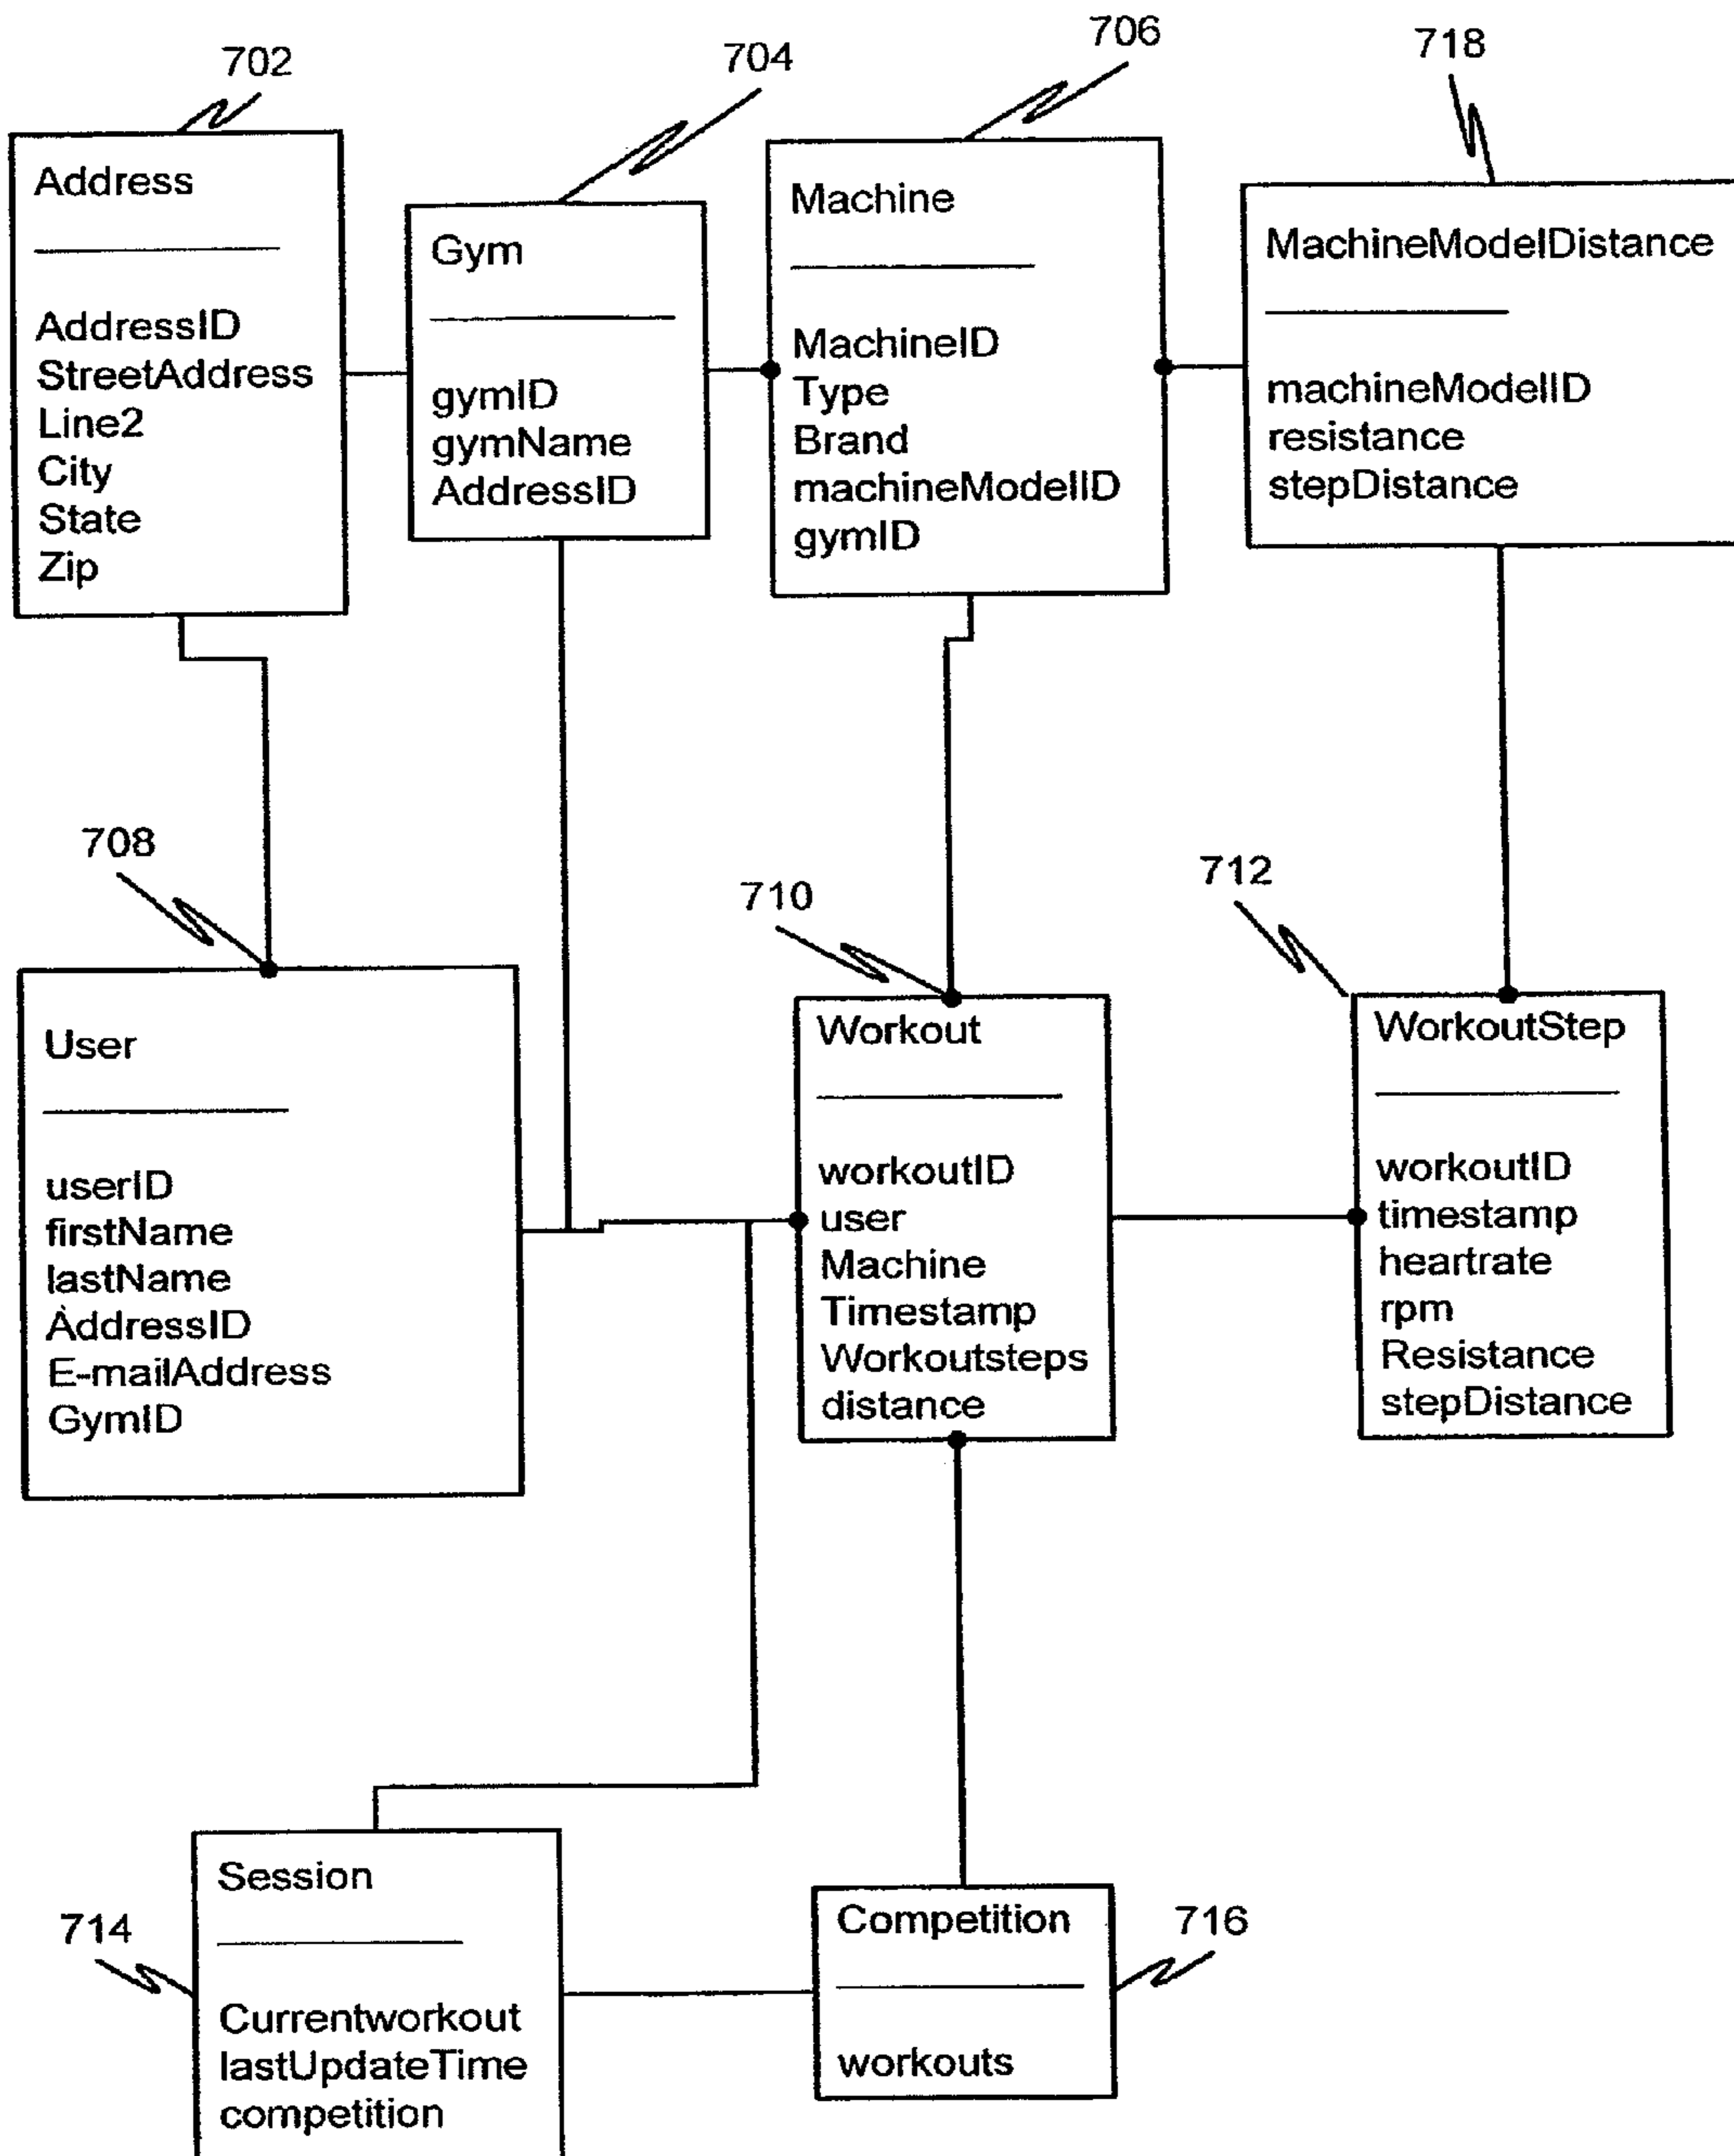 702
704
706
718
Address
AddressID
StreetAddress
Line2
City
State
Zip
Gym
gymID
gymName
AddressID
Machine
MachineID
Type
Brand
machineModelID
gymID
MachineModelDistance
machineModelID
resistance
stepDistance
708
710
712
User
userID
firstName
lastName
AddressID
E-mailAddress
GymID
Workout
workoutID
user
Machine
Timestamp
Workoutsteps
distance
WorkoutStep
workoutID
timestamp
heartrate
rpm
Resistance
stepDistance
714
Session
Currentworkout
lastUpdateTime
competition
716
Competition
workouts